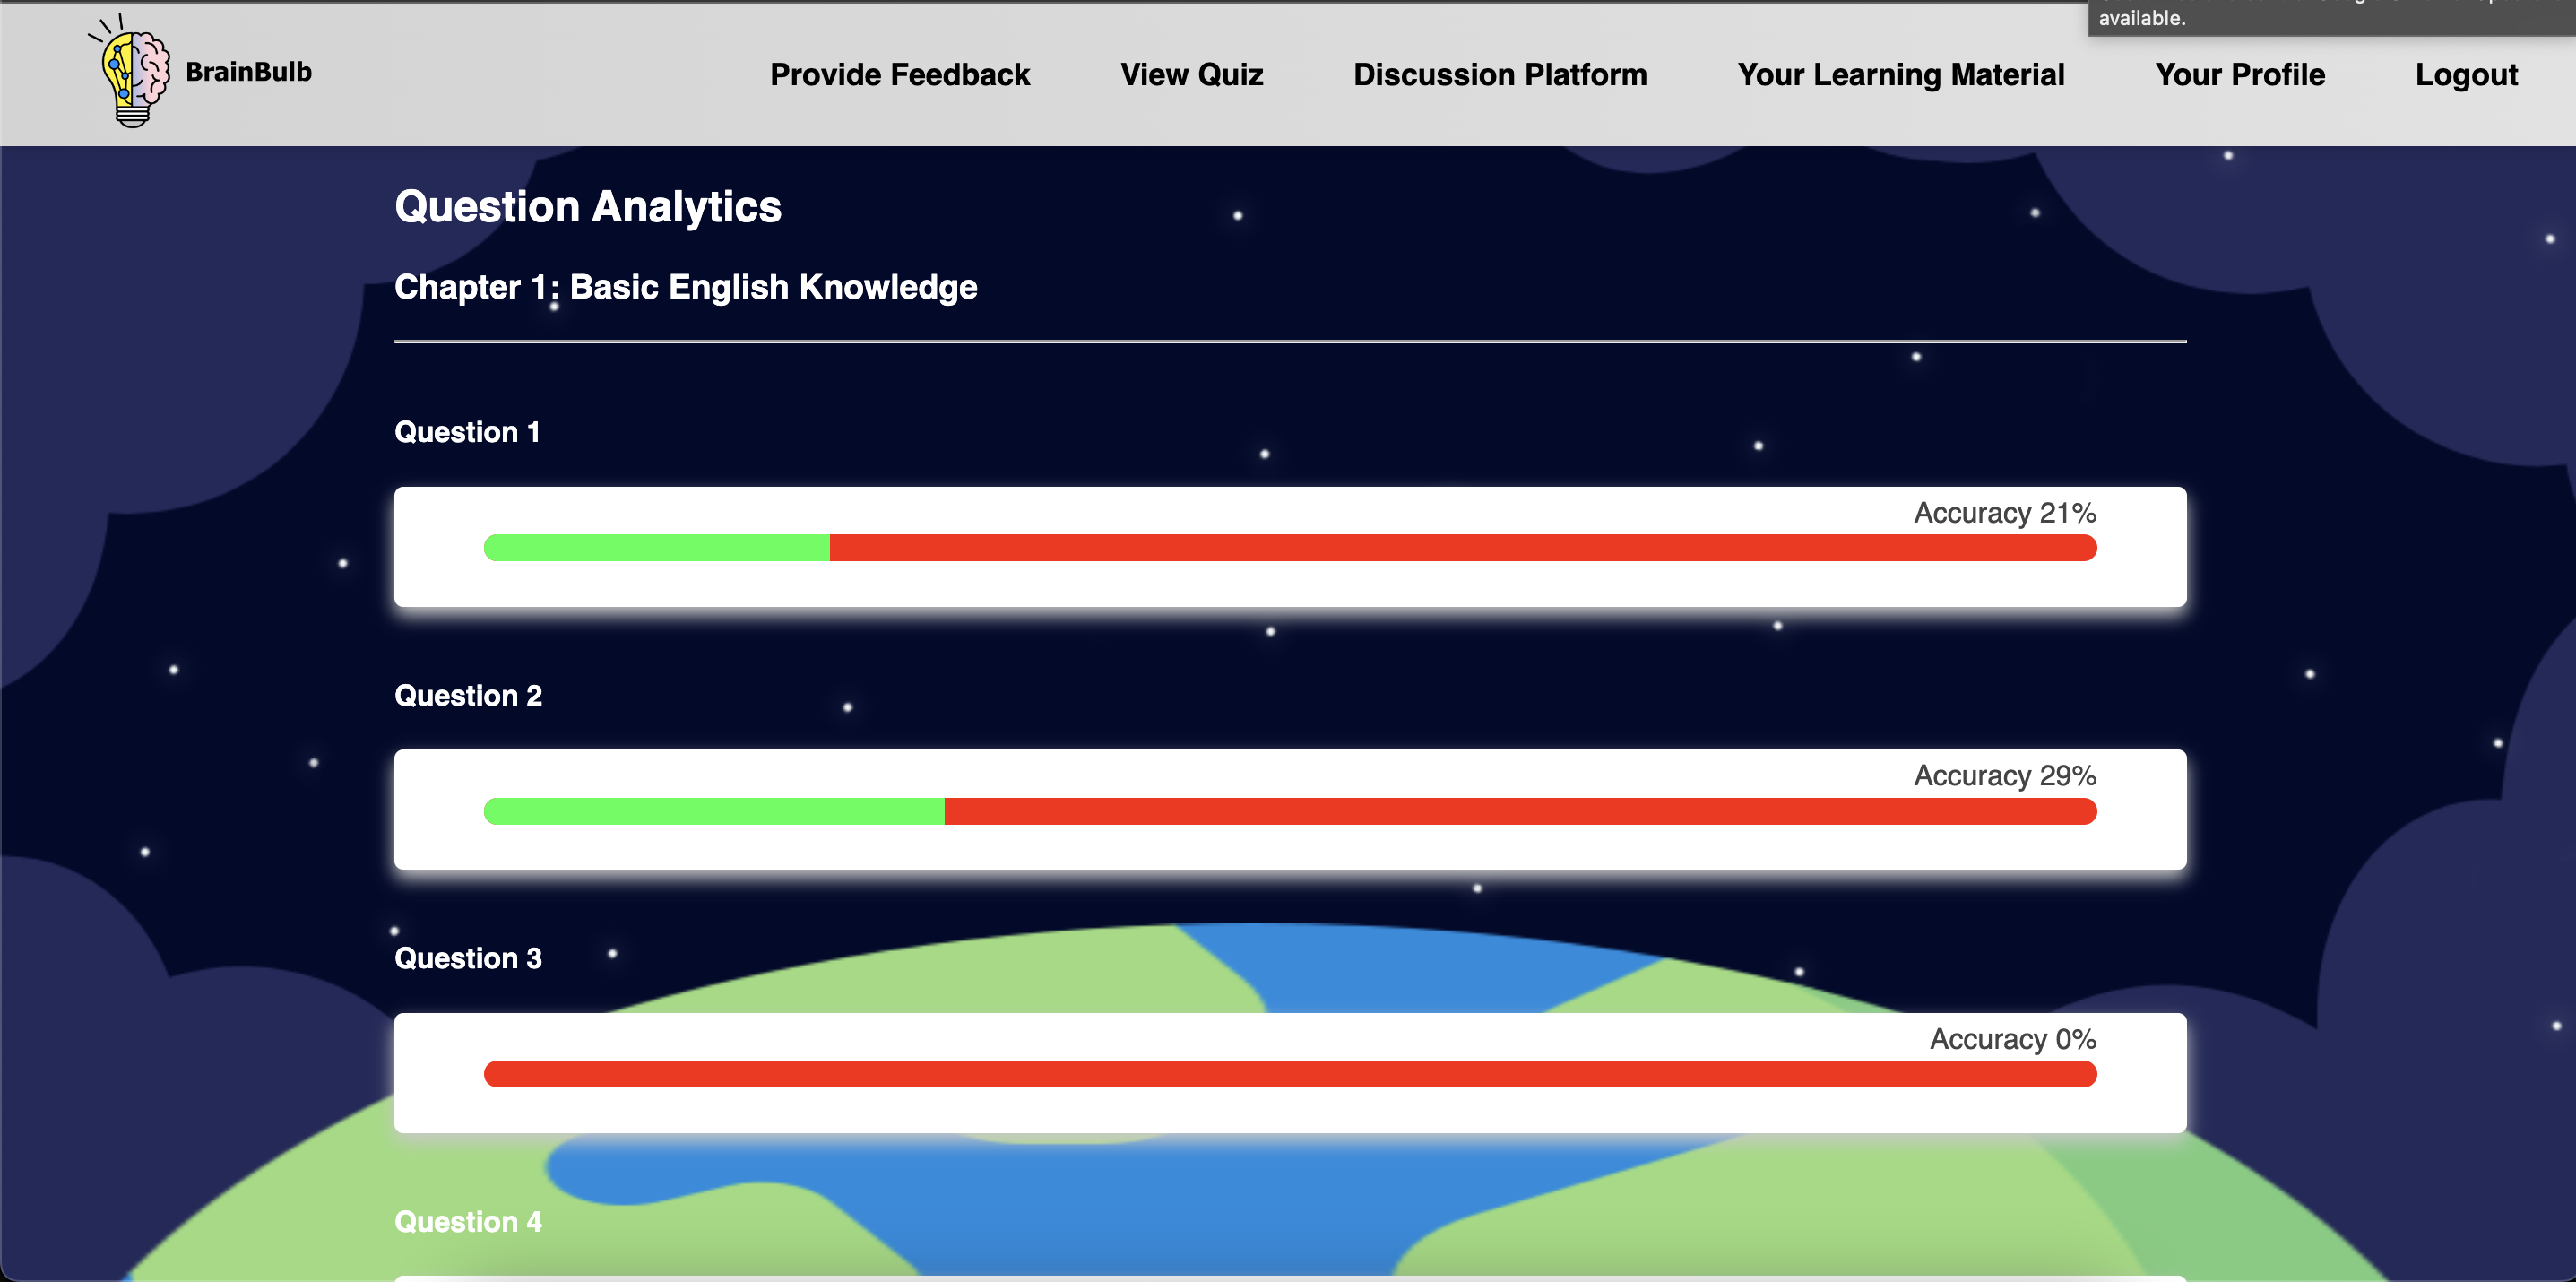 available.
BrainBulb
Provide Feedback
View Quiz
Discussion Platform
Your Learning Material
Your Profile
Logout
Question Analytics
Chapter 1: Basic English Knowledge
Question 1
Accuracy 21%
Question 2
Accuracy 29%
Question 3
Accuracy 0%
Question 4